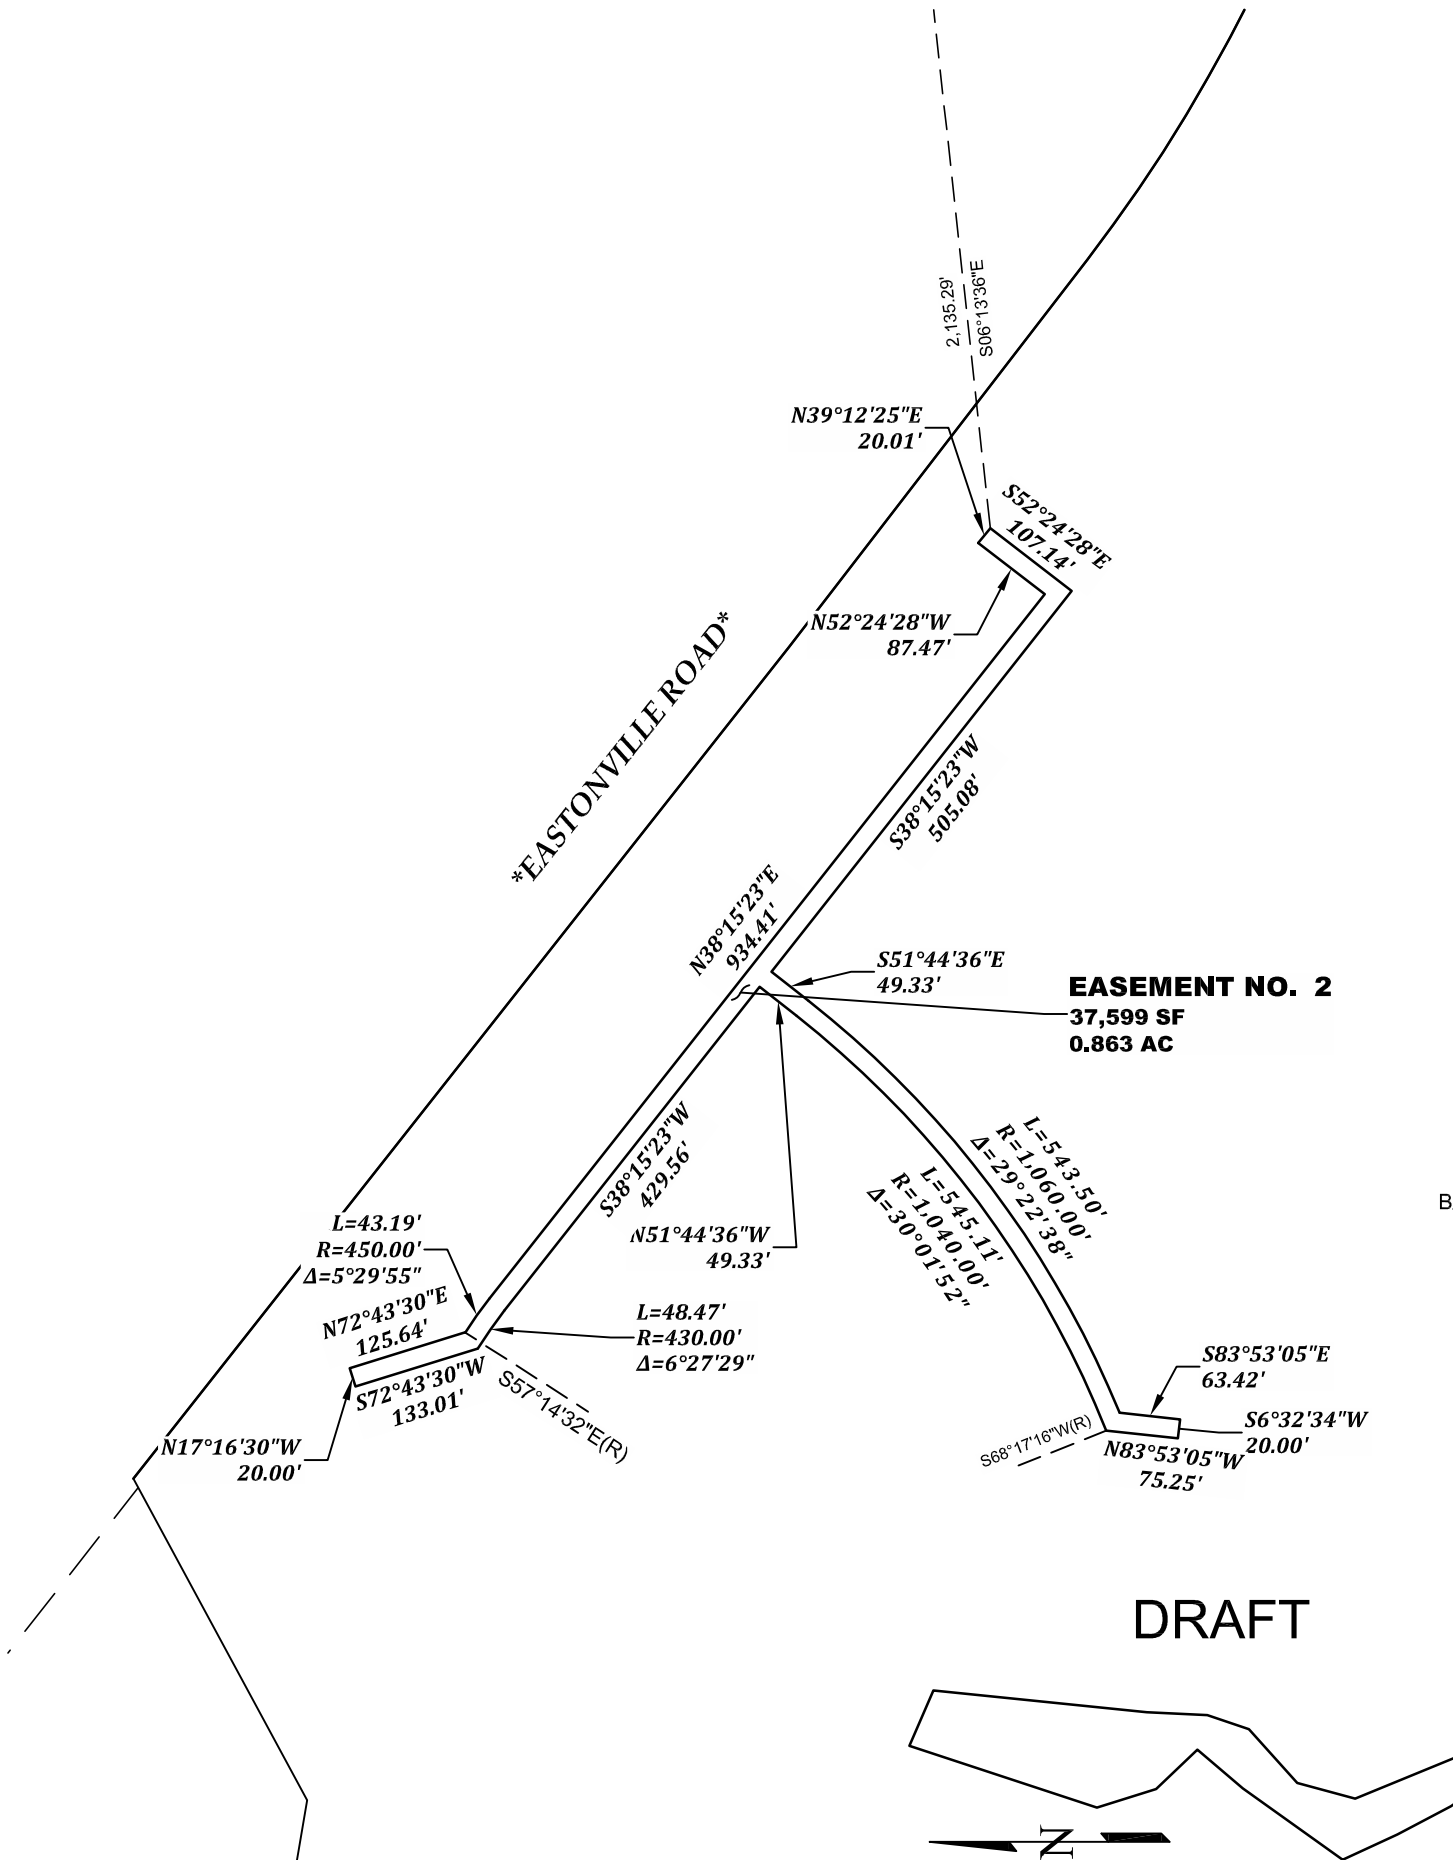 2,135.29'
S06°13'36"E
N39°12'25"E
20.01'
S52°24'28"E
107.14'
N52°24'28"W
87.47'
*EASTONVILLE ROAD*
S38°15'23"W
505.08'
N38°15'23"E
934.41'
S51°44'36"E
49.33'
EASEMENT NO. 2
37,599 SF
0.863 AC
S38°15'23"W
429.56'
L=543.50'
R=1,060.00'
Δ=29°22'38"
L=545.11'
R=1,040.00'
Δ=30°01'52"
B
L=43.19'
R=450.00'
Δ=5°29'55"
N51°44'36"W
49.33'
N72°43'30"E
125.64'
L=48.47'
R=430.00'
Δ=6°27'29"
S72°43'30"W
133.01'
S57°14'32"E(R)
N17°16'30"W
20.00'
S83°53'05"E
63.42'
S6°32'34"W
20.00'
S68°17'16"W(R)
N83°53'05"W
75.25'
DRAFT
N